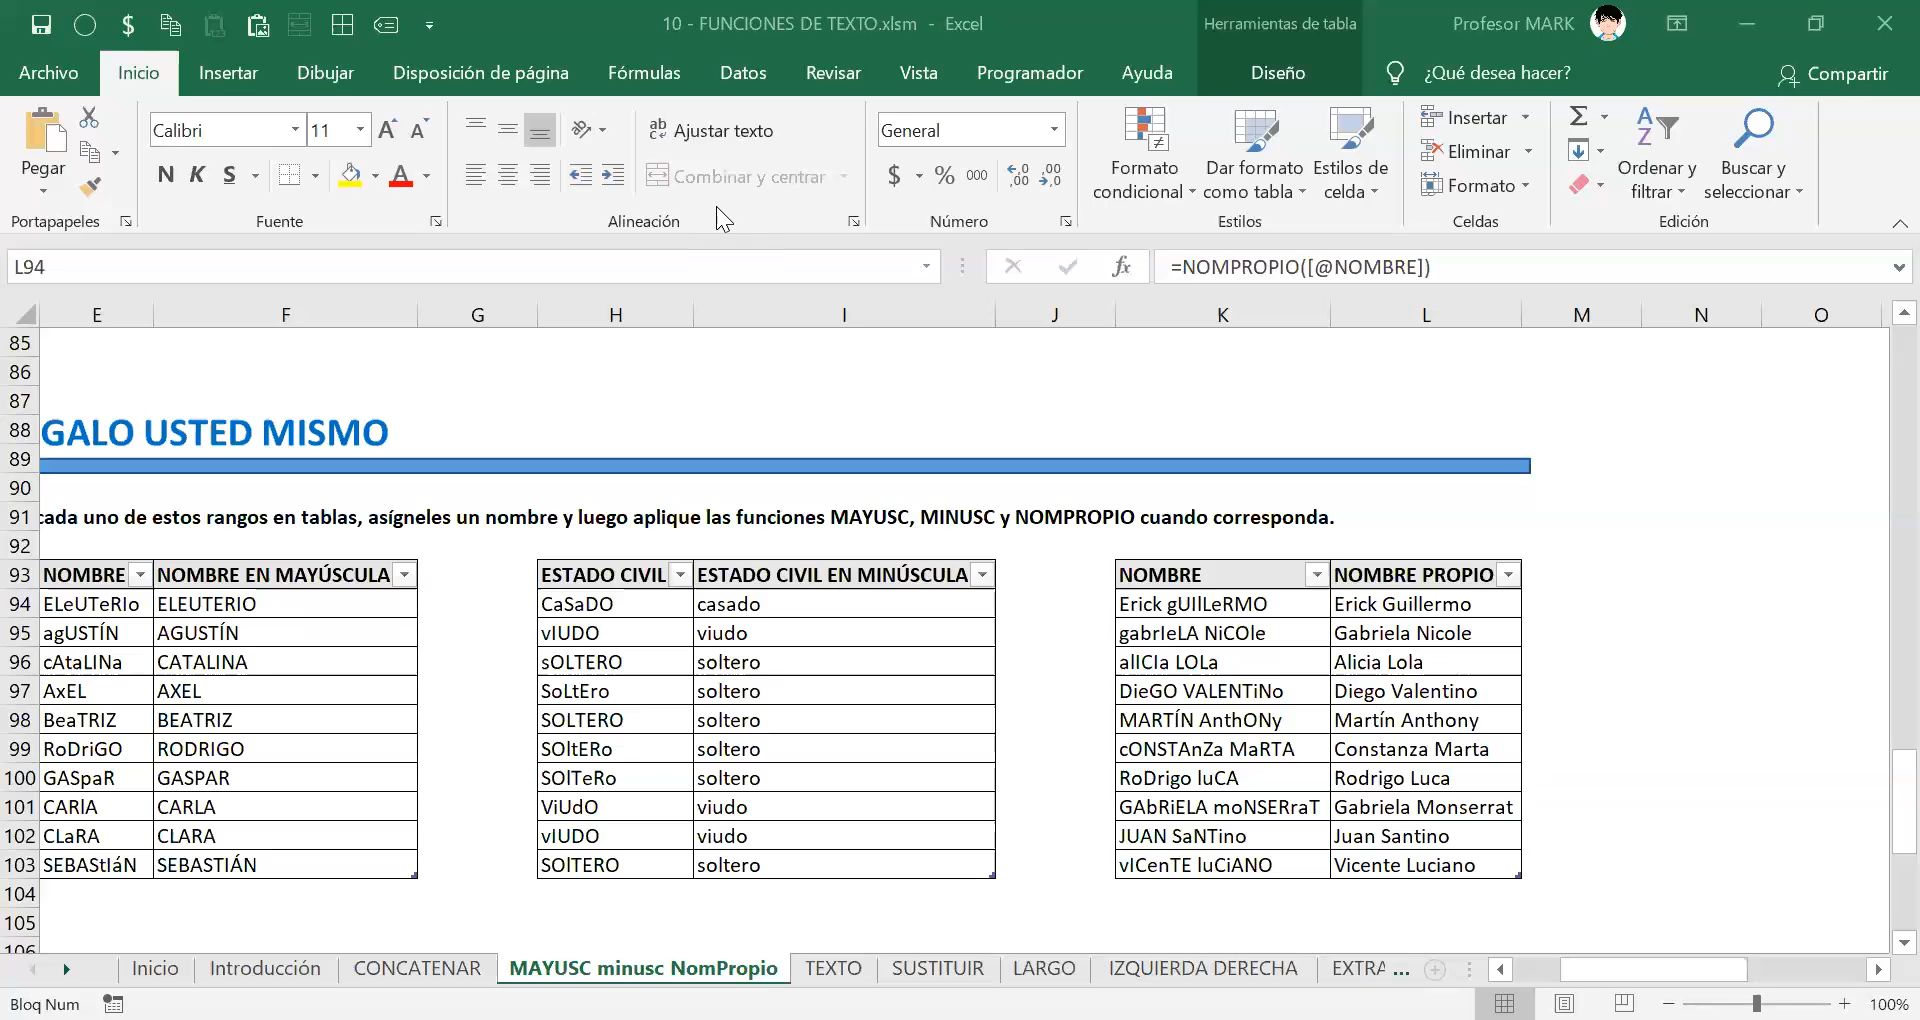 10 - FUNCIONES DE TEXTO.xlsm - Excel
Herramientas de tabla
Profesor MARK
Archivo Inicio Insertar Dibujar Disposición de página Fórmulas Datos Revisar Vista Programador Ayuda Diseño ¿Qué desea hacer? Compartir
Pegar
Portapapeles
Calibri 11
N K S
Fuente
Ajustar texto
Combinar y centrar
Alineación
General
$ % 000
Número
Formato condicional
Dar formato como tabla
Estilos de celda
Estilos
Insertar
Eliminar
Formato
Celdas
Ordenar y filtrar
Buscar y seleccionar
Edición
L94 fx =NOMPROPIO([@NOMBRE])
E F G H I J K L M N O
85
86
87
88 GALO USTED MISMO
89
90
91 cada uno de estos rangos en tablas, asígneles un nombre y luego aplique las funciones MAYUSC, MINUSC y NOMPROPIO cuando corresponda.
92
93 NOMBRE NOMBRE EN MAYÚSCULA ESTADO CIVIL ESTADO CIVIL EN MINÚSCULA NOMBRE NOMBRE PROPIO
94 ELeUTeRIo ELEUTERIO CaSaDO casado Erick gUIlLeRMO Erick Guillermo
95 agUSTÍN AGUSTÍN vIUDO viudo gabrIeLA NiCOle Gabriela Nicole
96 cAtaLINa CATALINA sOLTERO soltero alICIa LOLa Alicia Lola
97 AxEL AXEL SoLtEro soltero DieGO VALENTiNo Diego Valentino
98 BeaTRIZ BEATRIZ SOLTERO soltero MARTÍN AnthONy Martín Anthony
99 RoDriGO RODRIGO SOltERo soltero cONSTAnZa MaRTA Constanza Marta
100 GASpaR GASPAR SOlTeRo soltero RoDrigo luCA Rodrigo Luca
101 CARlA CARLA ViUdO viudo GAbRiELA moNSERraT Gabriela Monserrat
102 CLaRA CLARA vIUDO viudo JUAN SaNTino Juan Santino
103 SEBAStIáN SEBASTIÁN SOlTERO soltero vICenTE luCiANO Vicente Luciano
104
105
106
Inicio Introducción CONCATENAR MAYUSC minusc NomPropio TEXTO SUSTITUIR LARGO IZQUIERDA DERECHA EXTRA ...
Bloq Num 100%